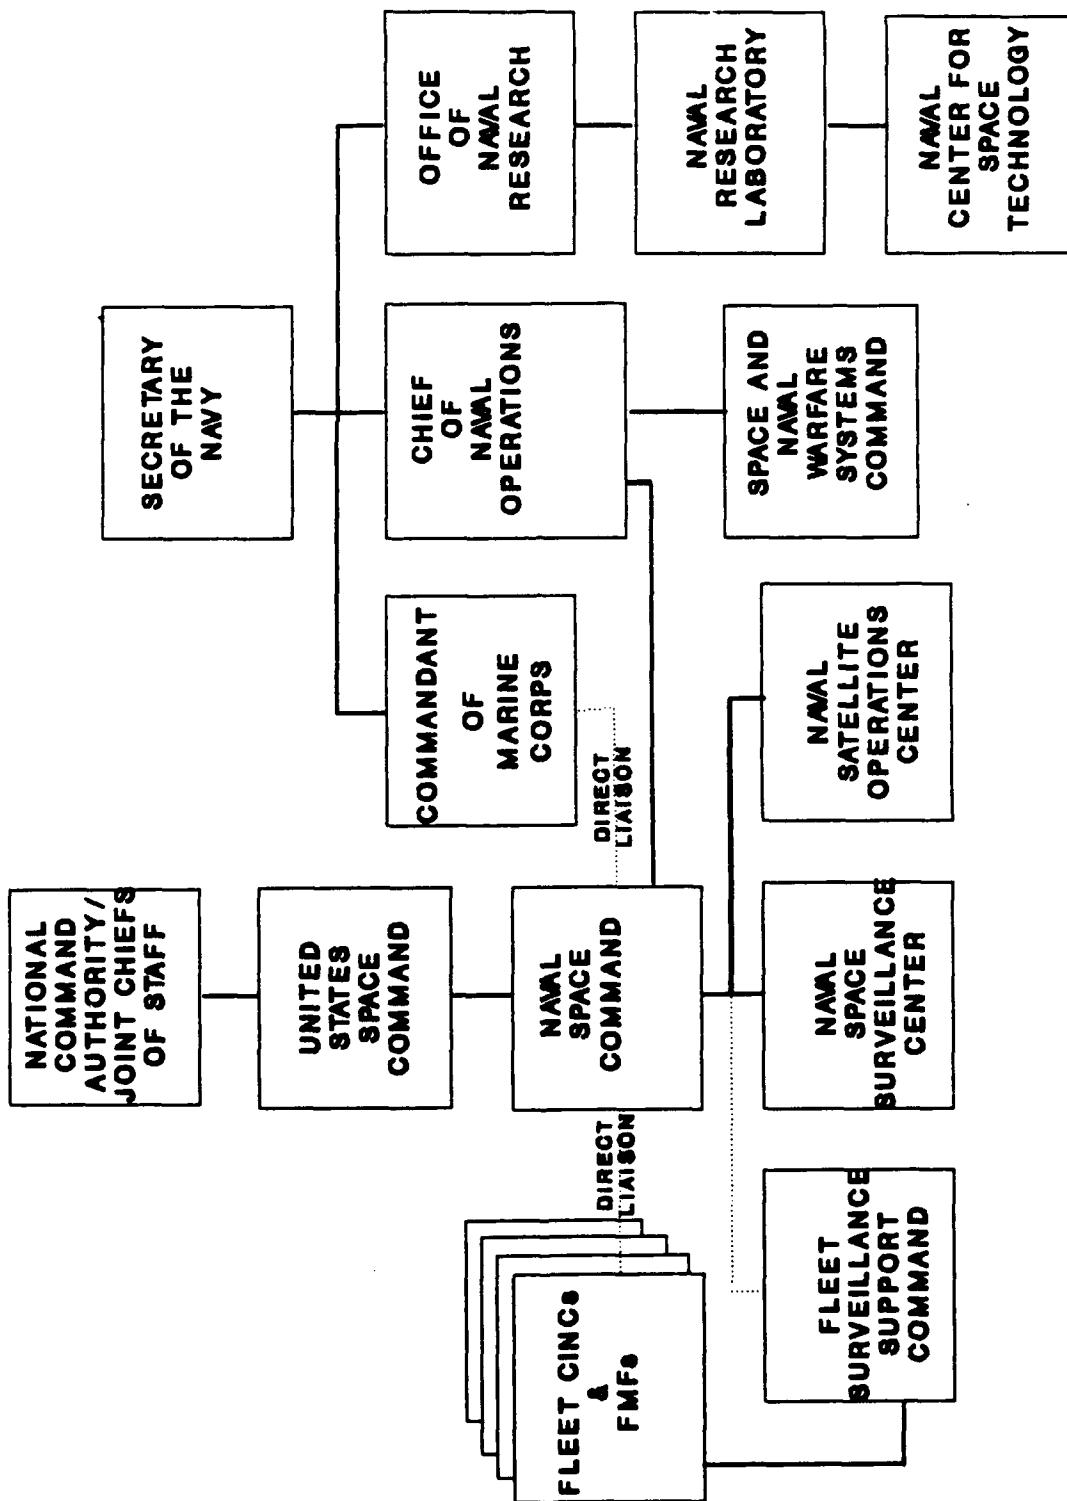 SECRETARY
OF THE
NAVY
NATIONAL
COMMAND
AUTHORITY/
JOINT CHIEFS
OF STAFF
UNITED
STATES
SPACE
COMMAND
COMMANDANT
OF
MARINE
CORPS
CHIEF
OF
NAVAL
OPERATIONS
OFFICE
OF
NAVAL
RESEARCH
FLEET CINCs
&
FMFs
DIRECT
LIAISON
NAVAL
SPACE
COMMAND
DIRECT
LIAISON
SPACE AND
NAVAL
WARFARE
SYSTEMS
COMMAND
NAVAL
RESEARCH
LABORATORY
FLEET
SURVEILLANCE
SUPPORT
COMMAND
NAVAL
SPACE
SURVEILLANCE
CENTER
NAVAL
SATELLITE
OPERATIONS
CENTER
NAVAL
CENTER FOR
SPACE
TECHNOLOGY